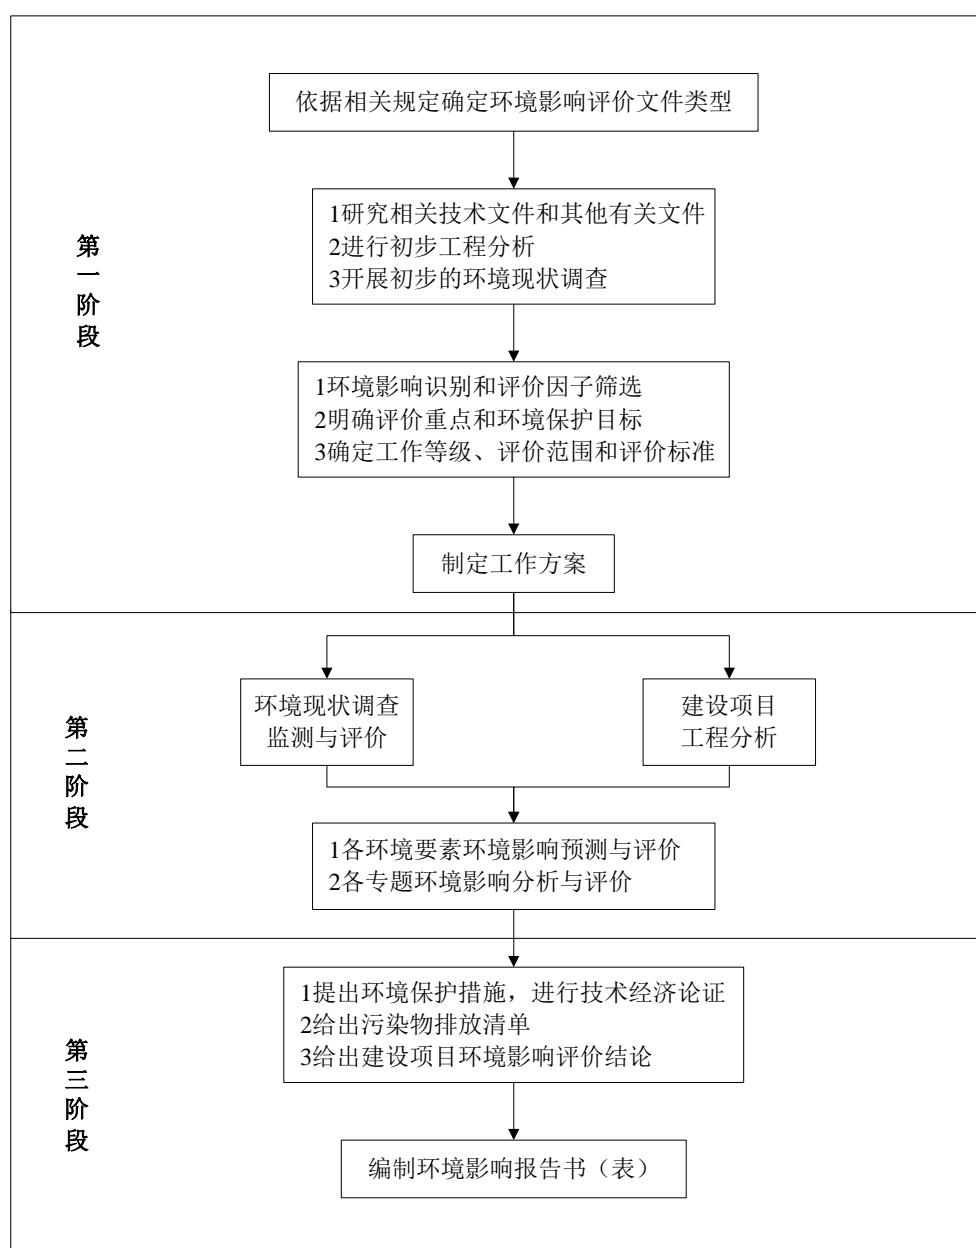 依据相关规定确定环境影响评价文件类型
第一阶段
1研究相关技术文件和其他有关文件
2进行初步工程分析
3开展初步的环境现状调查
1环境影响识别和评价因子筛选
2明确评价重点和环境保护目标
3确定工作等级、评价范围和评价标准
制定工作方案
第二阶段
环境现状调查
监测与评价
建设项目
工程分析
1各环境要素环境影响预测与评价
2各专题环境影响分析与评价
第三阶段
1提出环境保护措施，进行技术经济论证
2给出污染物排放清单
3给出建设项目环境影响评价结论
编制环境影响报告书（表）